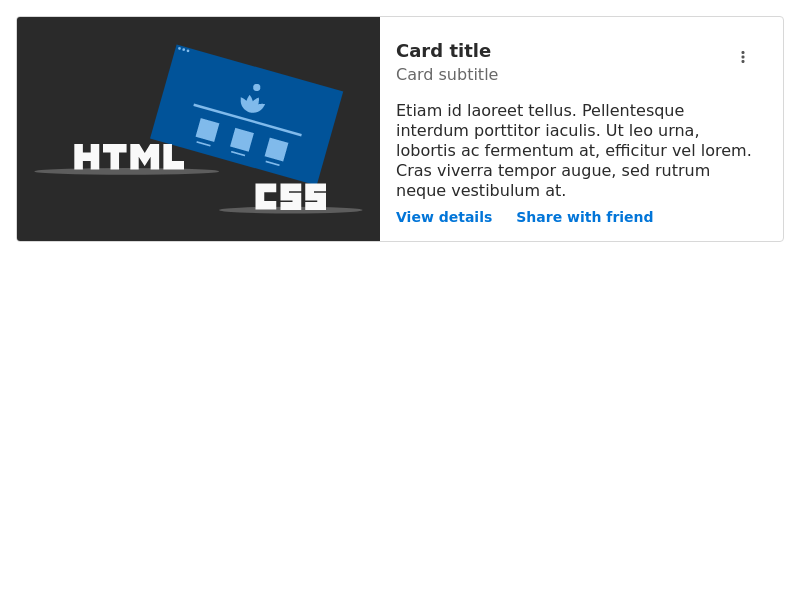 HTML
CSS
Card title
Card subtitle
Etiam id laoreet tellus. Pellentesque
interdum porttitor iaculis. Ut leo urna,
lobortis ac fermentum at, efficitur vel lorem.
Cras viverra tempor augue, sed rutrum
neque vestibulum at.
View details Share with friend